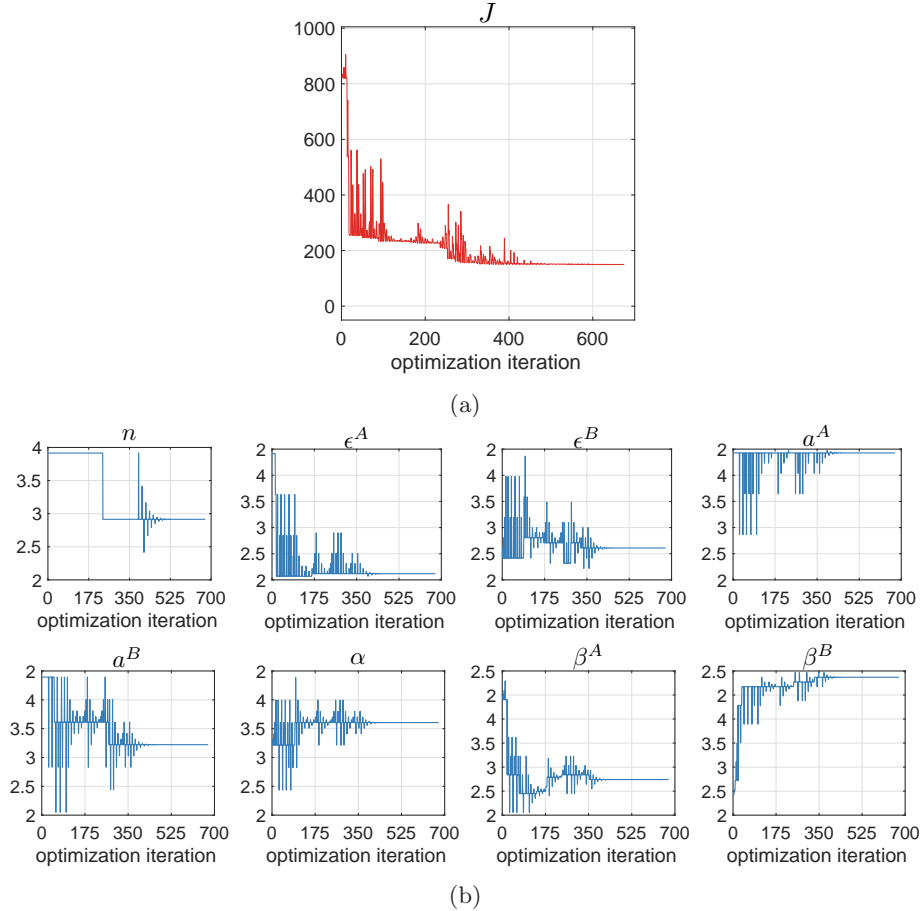 J
1000
800
600
400
200
0
0 200 400 600
optimization iteration
(a)
n ϵ^A ϵ^B a^A
4 2 2 2
3.5 4 4 4
3 3.5 3.5 3.5
2.5 3 3 3
2 2.5 2.5 2.5
2 2 2
0 175 350 525 700 0 175 350 525 700 0 175 350 525 700 0 175 350 525 700
optimization iteration optimization iteration optimization iteration optimization iteration
a^B α β^A β^B
2 2 2.5 2.5
4 4 2 2
3.5 3.5 4 4
3 3 3.5 3.5
2.5 2.5 3 3
2 2 2.5 2.5
2 2
0 175 350 525 700 0 175 350 525 700 0 175 350 525 700 0 175 350 525 700
optimization iteration optimization iteration optimization iteration optimization iteration
(b)